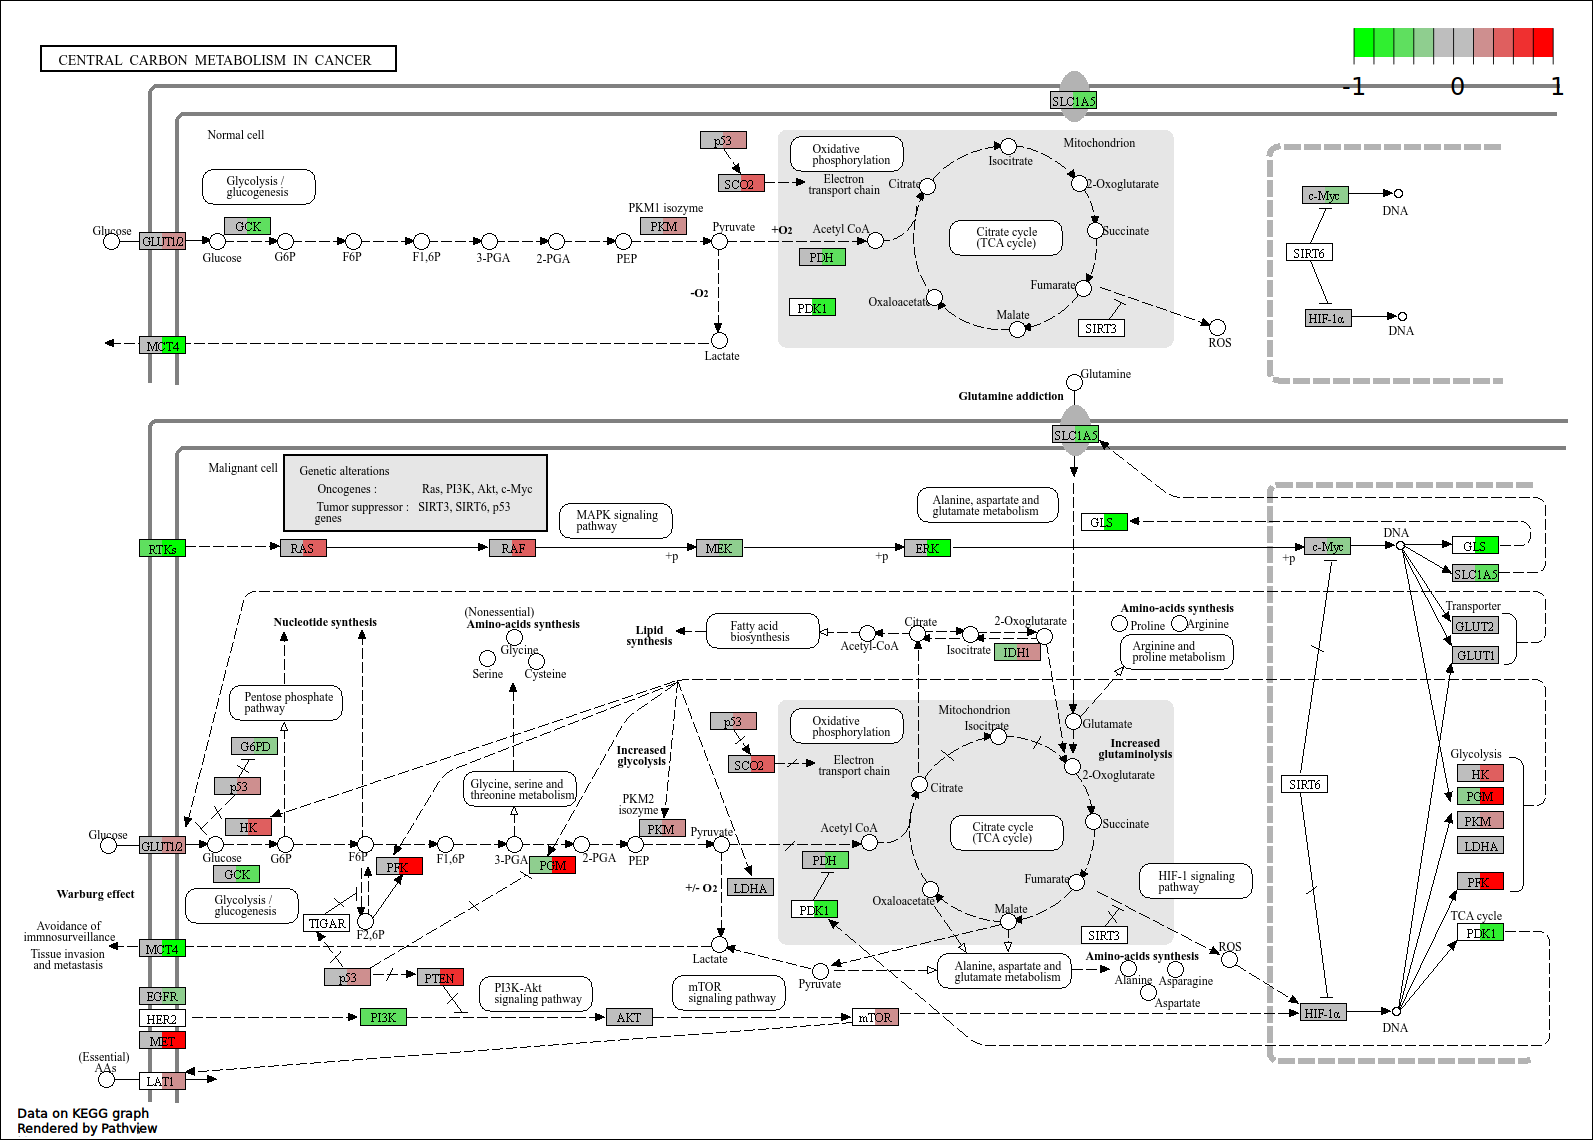 CENTRAL CARBON METABOLISM IN CANCER
-1 0 1
SLC1A5
Normal cell
p53
Oxidative
phosphorylation
Mitochondrion
Isocitrate
Glycolysis /
glucogenesis
SCO2
Electron
transport chain
Citrate
2-Oxoglutarate
c-Myc
DNA
PKM1 isozyme
GCK
PKM
Pyruvate
+O2
Acetyl CoA
Citrate cycle
(TCA cycle)
Succinate
Glucose
GLUT1/2
Glucose
G6P
F6P
F1,6P
3-PGA
2-PGA
PEP
PDH
SIRT6
-O2
PDK1
Oxaloacetate
Fumarate
Malate
SIRT3
HIF-1α
DNA
ROS
MCT4
Lactate
Glutamine
Glutamine addiction
SLC1A5
Malignant cell
Genetic alterations
Oncogenes : Ras, PI3K, Akt, c-Myc
Tumor suppressor : SIRT3, SIRT6, p53
genes
MAPK signaling
pathway
Alanine, aspartate and
glutamate metabolism
GLS
RTKs
RAS
RAF
+p
MEK
+p
ERK
+p
c-Myc
DNA
GLS
SLC1A5
Transporter
GLUT2
GLUT1
Nucleotide synthesis
(Nonessential)
Amino-acids synthesis
Glycine
Serine
Cysteine
Lipid
synthesis
Fatty acid
biosynthesis
Acetyl-CoA
Citrate
Isocitrate
2-Oxoglutarate
IDH1
Amino-acids synthesis
Proline
Arginine
Arginine and
proline metabolism
Pentose phosphate
pathway
G6PD
p53
HK
Glycine, serine and
threonine metabolism
Increased
glycolysis
PKM2
isozyme
PKM
p53
SCO2
Oxidative
phosphorylation
Electron
transport chain
Mitochondrion
Isocitrate
Glutamate
Increased
glutaminolysis
2-Oxoglutarate
Citrate
Succinate
Citrate cycle
(TCA cycle)
SIRT6
Glycolysis
HK
PGM
PKM
LDHA
PFK
TCA cycle
PDK1
Glucose
GLUT1/2
Glucose
G6P
F6P
F1,6P
3-PGA
2-PGA
PEP
Pyruvate
Acetyl CoA
GCK
PFK
PGM
LDHA
PDH
PDK1
+/- O2
Warburg effect
Glycolysis /
glucogenesis
TIGAR
F2,6P
Oxaloacetate
Fumarate
Malate
SIRT3
HIF-1 signaling
pathway
ROS
Avoidance of
immnosurveillance
Tissue invasion
and metastasis
MCT4
Lactate
p53
PTEN
PI3K-Akt
signaling pathway
mTOR
signaling pathway
Pyruvate
Alanine, aspartate and
glutamate metabolism
Amino-acids synthesis
Alanine
Asparagine
Aspartate
EGFR
HER2
MET
PI3K
AKT
mTOR
HIF-1α
DNA
(Essential)
AAs
LAT1
Data on KEGG graph
Rendered by Pathview